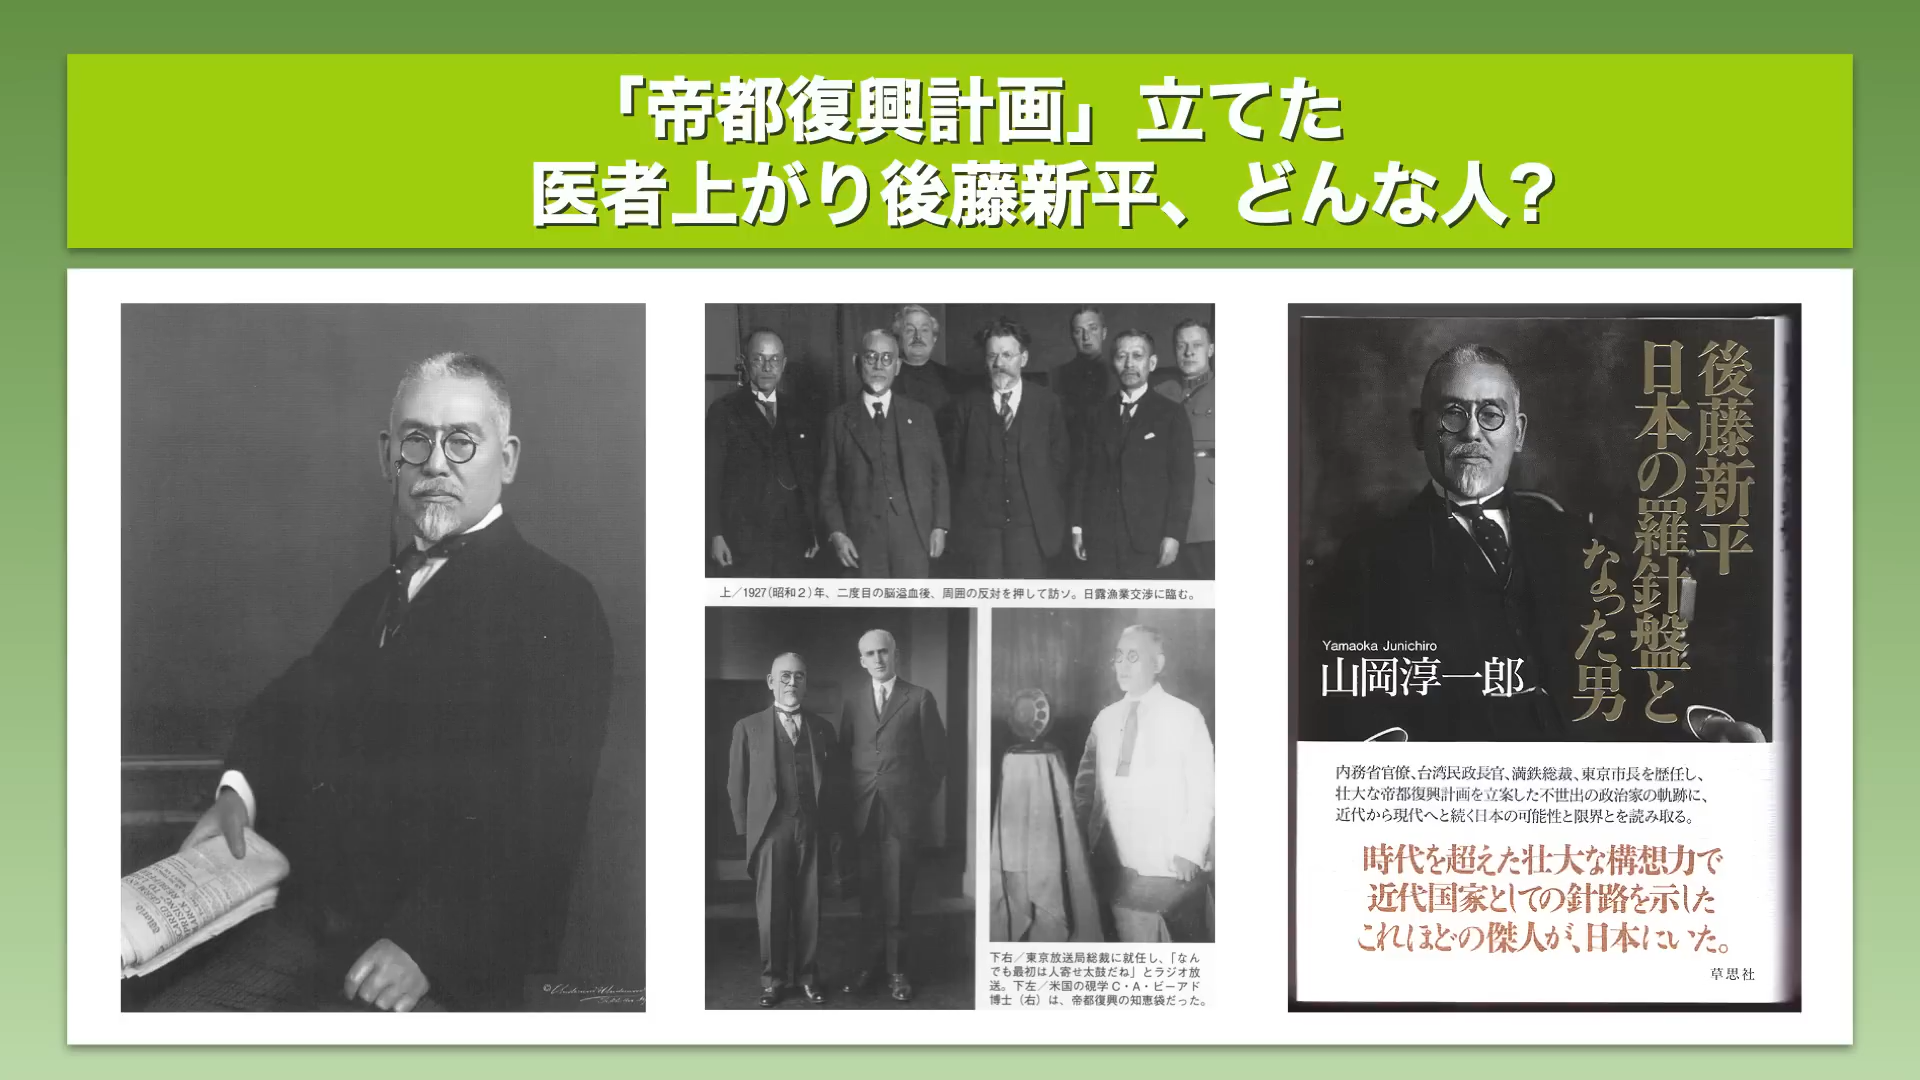 「帝都復興計画」立てた
医者上がり後藤新平、どんな人?
上/1927(昭和2)年、二度目の脳溢血後、周囲の反対を押して訪ソ。日露漁業交渉に臨む。
下右/東京放送局総裁に就任し、「なん
でも最初は人寄せ太鼓だね」とラジオ放
送。下左/米国の碩学C・A・ビーアド
博士(右)は、帝都復興の知恵袋だった。
後藤新平
日本の羅針盤と
なった男
Yamaoka Junichiro
山岡淳一郎
内務省官僚、台湾民政長官、満鉄総裁、東京市長を歴任し、
壮大な帝都復興計画を立案した不世出の政治家の軌跡に、
近代から現代へと続く日本の可能性と限界とを読み取る。
時代を超えた壮大な構想力で
近代国家としての針路を示した
これほどの傑人が、日本にいた。
草思社